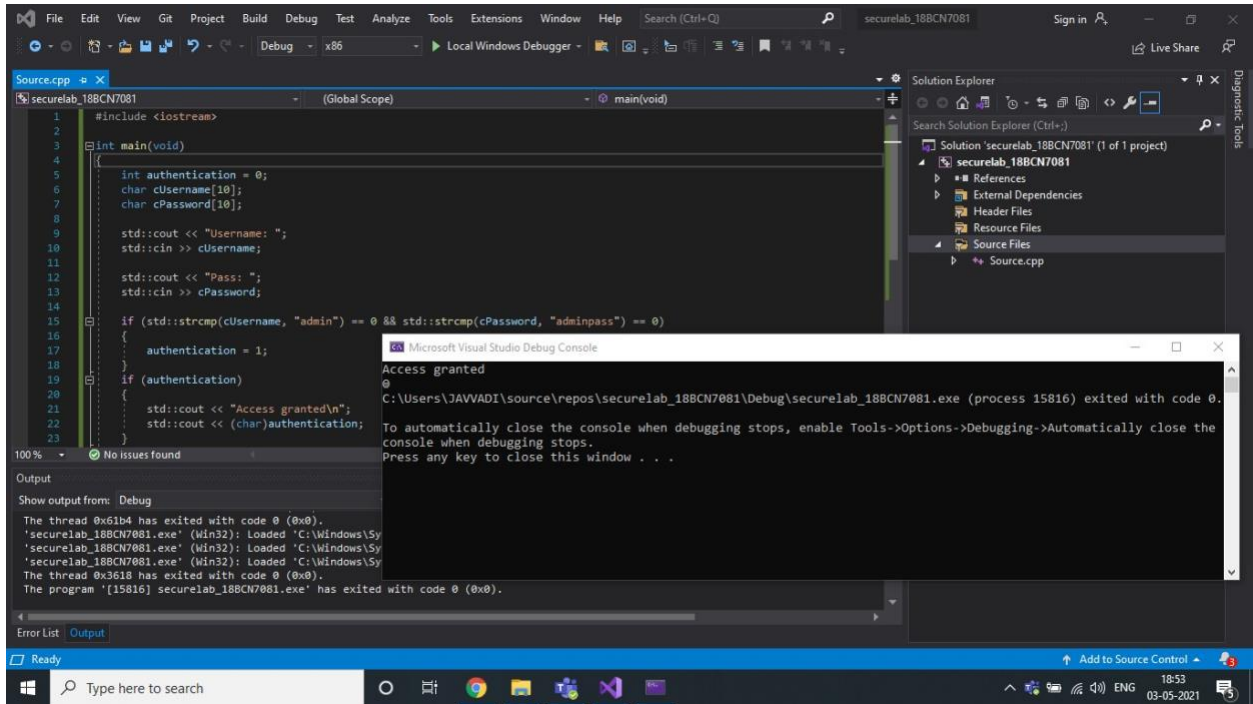 File Edit View Git Project Build Debug Test Analyze Tools Extensions Window Help Search (Ctrl+Q) securelab_18BCN7081 Sign in
Debug x86 Local Windows Debugger Live Share
Source.cpp
securelab_18BCN7081 (Global Scope) main(void)
1 #include <iostream>
2
3 int main(void)
4 {
5 int authentication = 0;
6 char cUsername[10];
7 char cPassword[10];
8
9 std::cout << "Username: ";
10 std::cin >> cUsername;
11
12 std::cout << "Pass: ";
13 std::cin >> cPassword;
14
15 if (std::strcmp(cUsername, "admin") == 0 && std::strcmp(cPassword, "adminpass") == 0)
16 {
17 authentication = 1;
18 }
19 if (authentication)
20 {
21 std::cout << "Access granted\n";
22 std::cout << (char)authentication;
23 }
100 % No issues found
Output
Show output from: Debug
The thread 0x61b4 has exited with code 0 (0x0).
'securelab_18BCN7081.exe' (Win32): Loaded 'C:\Windows\Sy
'securelab_18BCN7081.exe' (Win32): Loaded 'C:\Windows\Sy
'securelab_18BCN7081.exe' (Win32): Loaded 'C:\Windows\Sy
The thread 0x3618 has exited with code 0 (0x0).
The program '[15816] securelab_18BCN7081.exe' has exited with code 0 (0x0).
Error List Output
Microsoft Visual Studio Debug Console
Access granted
0
C:\Users\JAVVADI\source\repos\securelab_18BCN7081\Debug\securelab_18BCN7081.exe (process 15816) exited with code 0.
To automatically close the console when debugging stops, enable Tools->Options->Debugging->Automatically close the
console when debugging stops.
Press any key to close this window . . .
Solution Explorer
Search Solution Explorer (Ctrl+;)
Solution 'securelab_18BCN7081' (1 of 1 project)
securelab_18BCN7081
References
External Dependencies
Header Files
Resource Files
Source Files
Source.cpp
Diagnostic Tools
Ready Add to Source Control 3
Type here to search ENG 18:53
03-05-2021 5